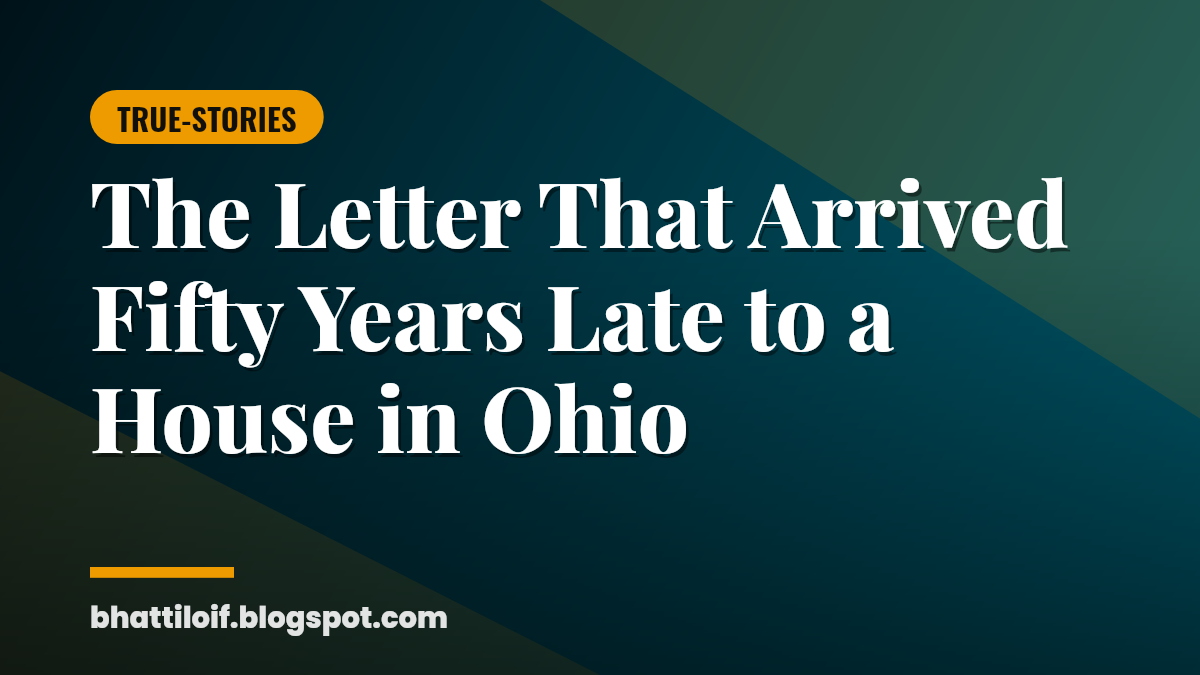 TRUE-STORIES
The Letter That Arrived
Fifty Years Late to a
House in Ohio
bhattiloif.blogspot.com